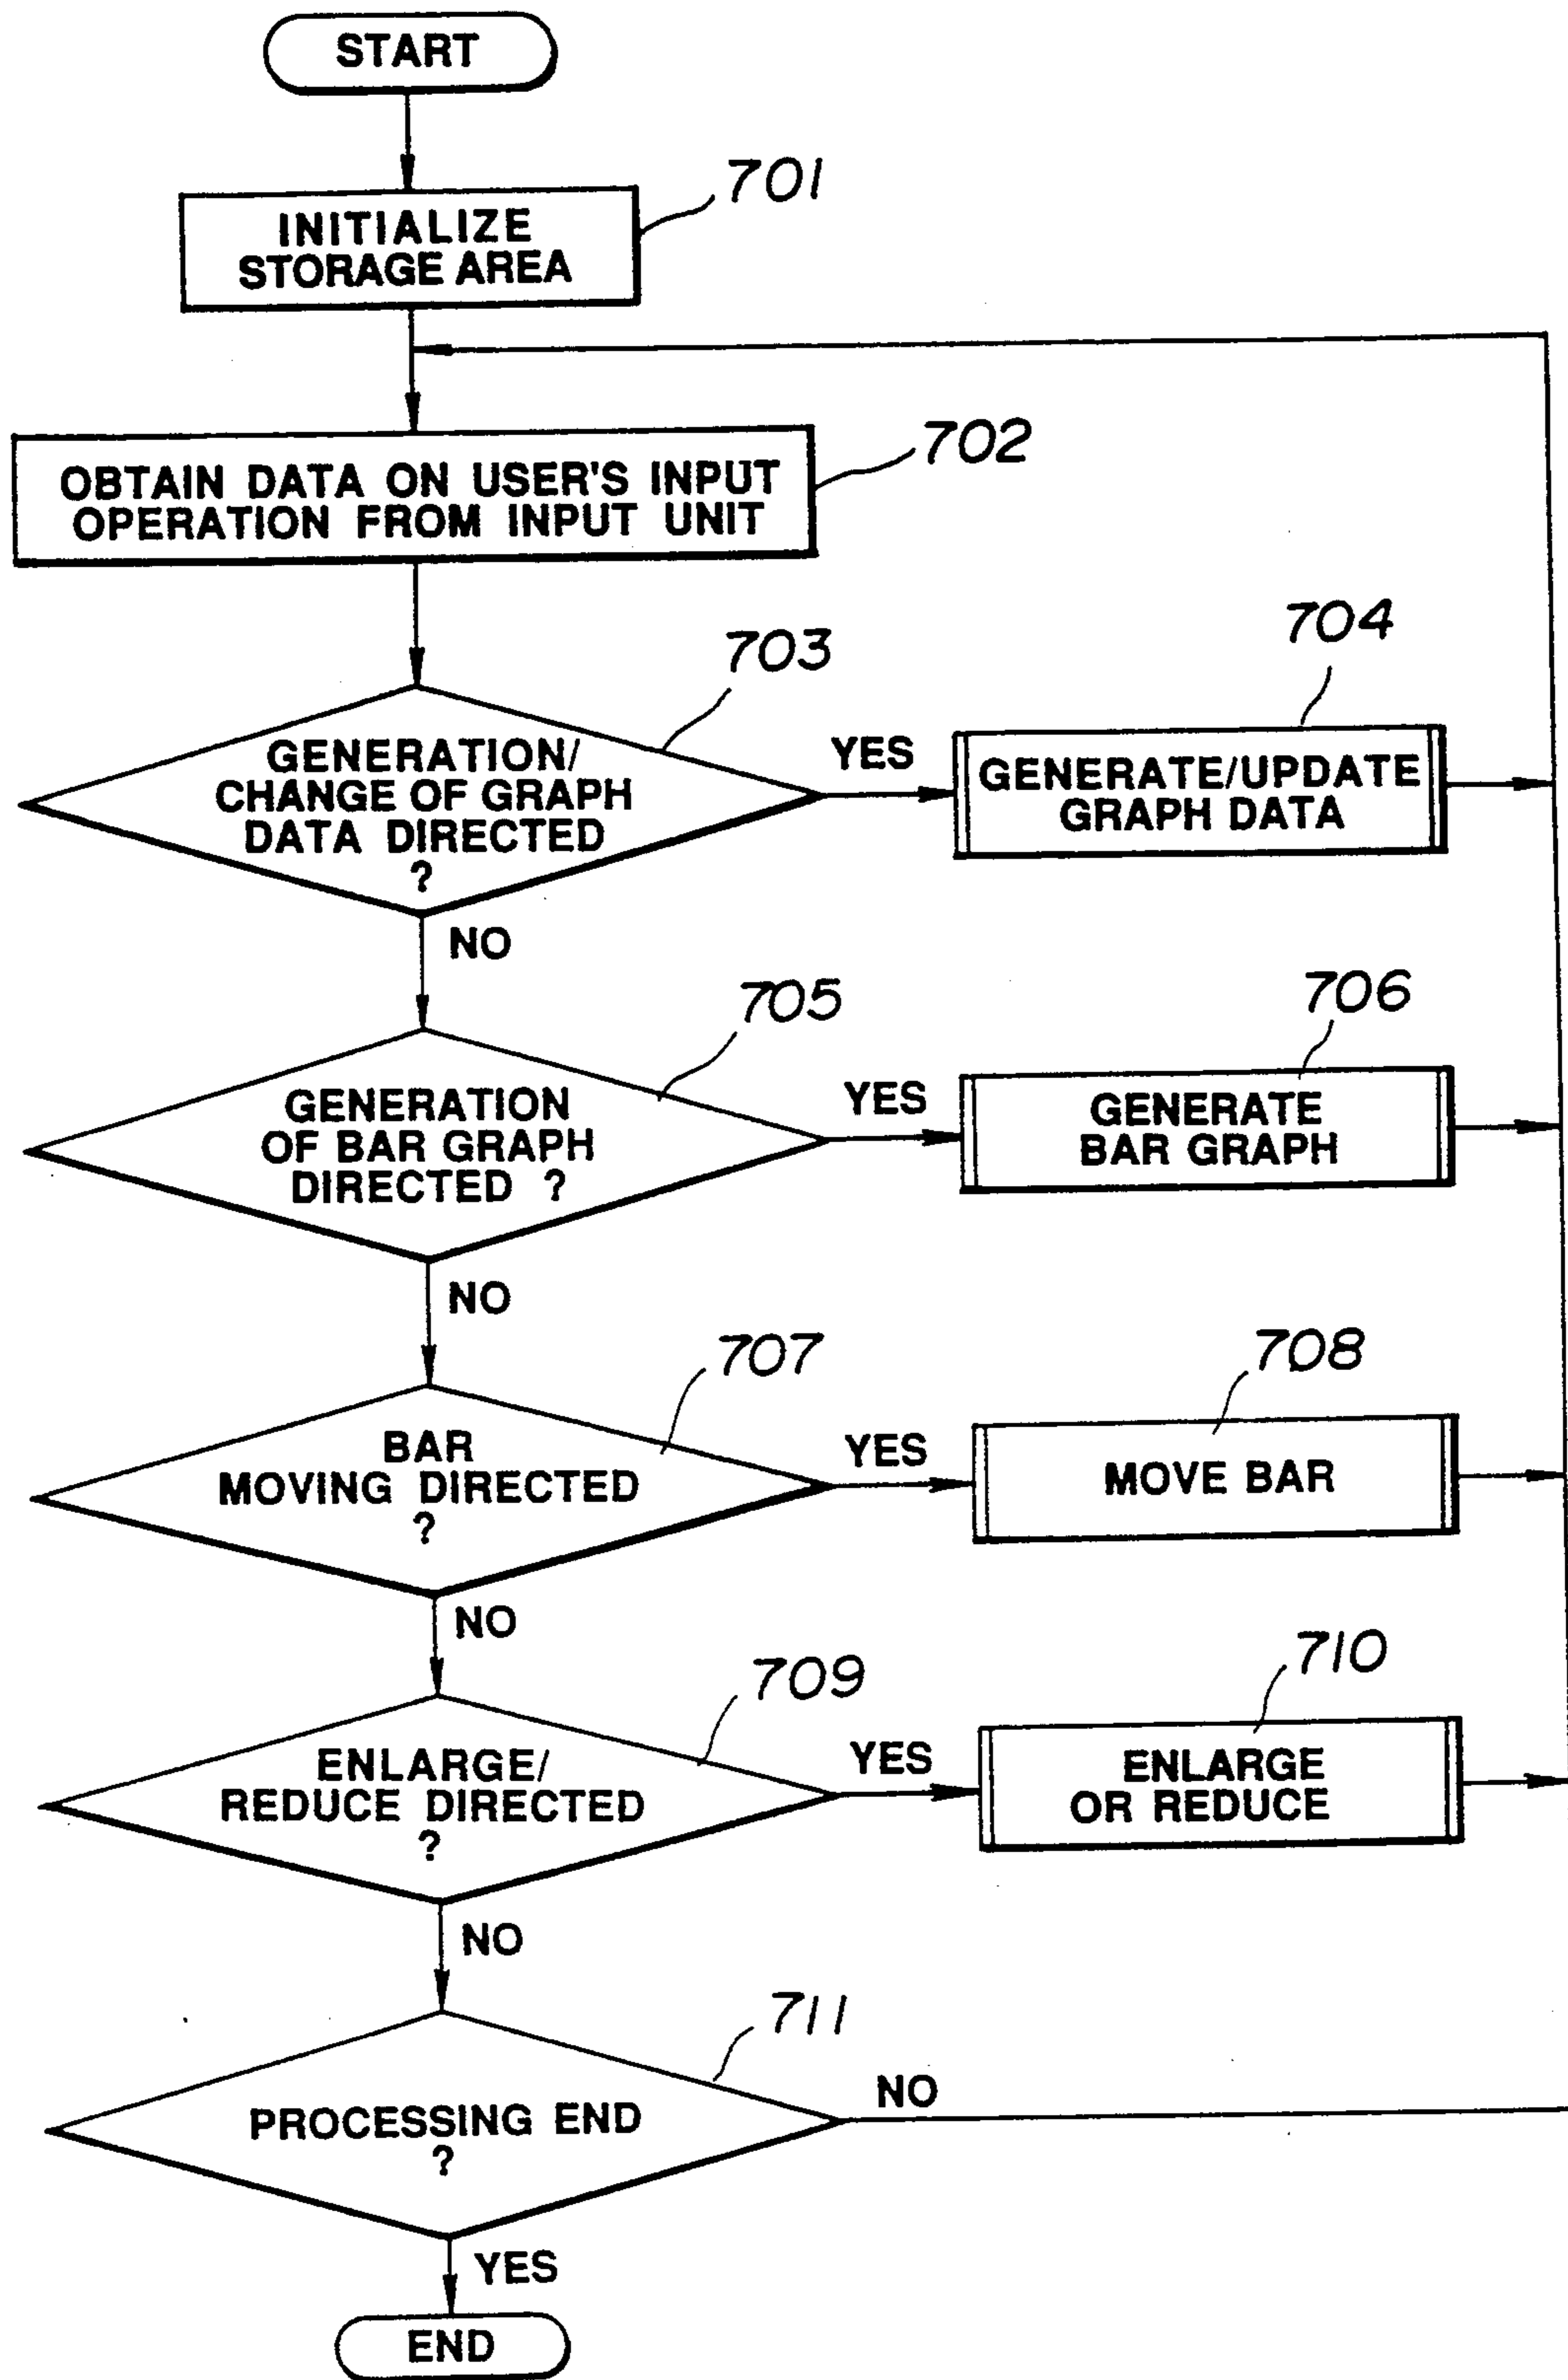 START
701
INITIALIZE
STORAGE AREA
702
OBTAIN DATA ON USER'S INPUT
OPERATION FROM INPUT UNIT
703
704
GENERATION/
CHANGE OF GRAPH
DATA DIRECTED
?
YES
GENERATE/UPDATE
GRAPH DATA
NO
705
706
GENERATION
OF BAR GRAPH
DIRECTED ?
YES
GENERATE
BAR GRAPH
NO
707
708
BAR
MOVING DIRECTED
?
YES
MOVE BAR
NO
709
710
ENLARGE/
REDUCE DIRECTED
?
YES
ENLARGE
OR REDUCE
NO
711
PROCESSING END
?
NO
YES
END